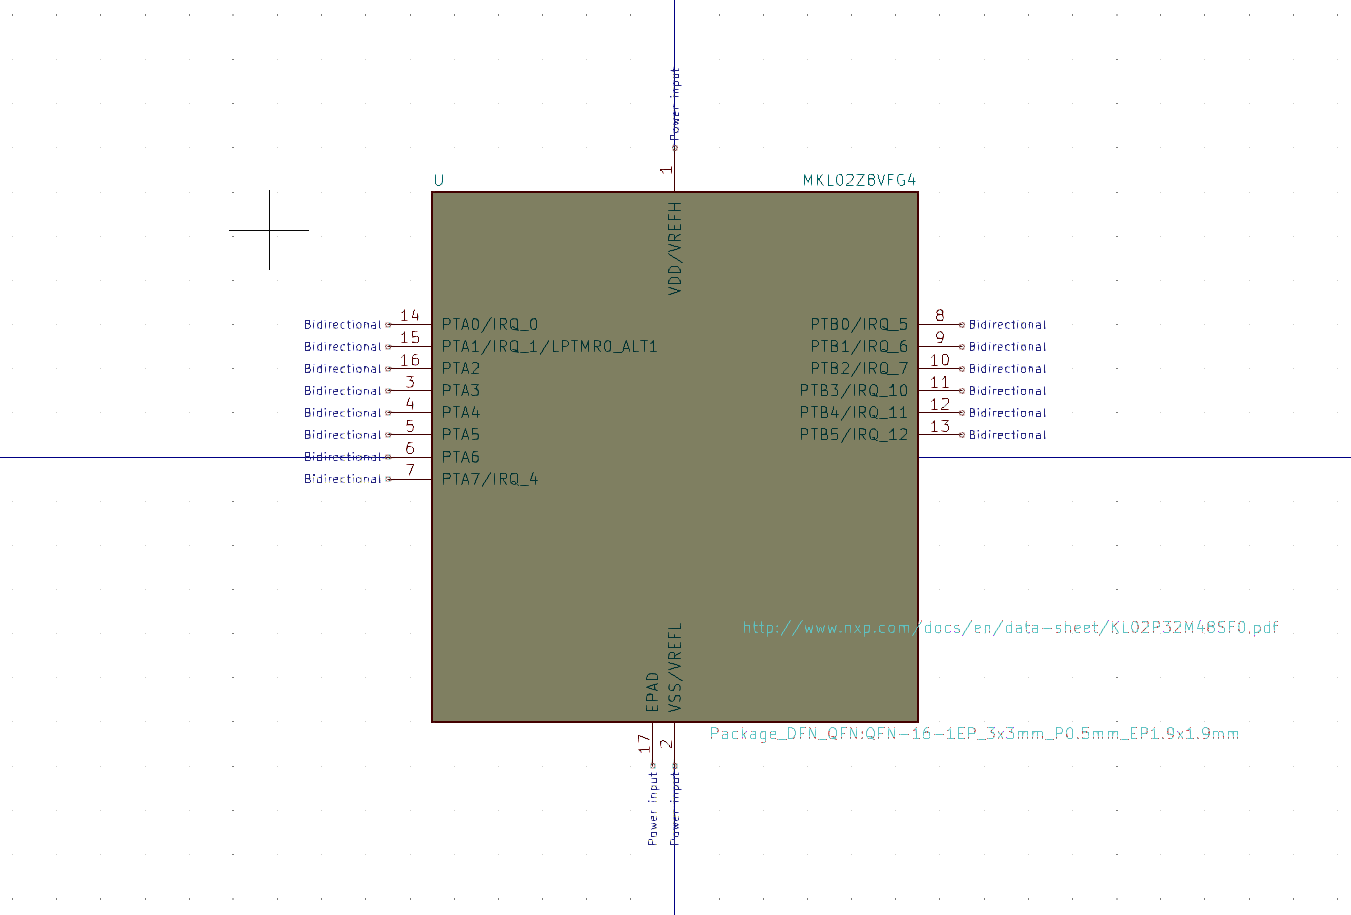 Power input
1
U MKL02Z8VFG4
VDD/VREFH
Bidirectional 14 PTA0/IRQ_0 PTB0/IRQ_5 8 Bidirectional
Bidirectional 15 PTA1/IRQ_1/LPTMR0_ALT1 PTB1/IRQ_6 9 Bidirectional
Bidirectional 16 PTA2 PTB2/IRQ_7 10 Bidirectional
Bidirectional 3 PTA3 PTB3/IRQ_10 11 Bidirectional
Bidirectional 4 PTA4 PTB4/IRQ_11 12 Bidirectional
Bidirectional 5 PTA5 PTB5/IRQ_12 13 Bidirectional
Bidirectional 6 PTA6
Bidirectional 7 PTA7/IRQ_4
http://www.nxp.com/docs/en/data-sheet/KL02P32M48SF0.pdf
EPAD
VSS/VREFL
Package_DFN_QFN:QFN-16-1EP_3x3mm_P0.5mm_EP1.9x1.9mm
17
2
Power input
Power input